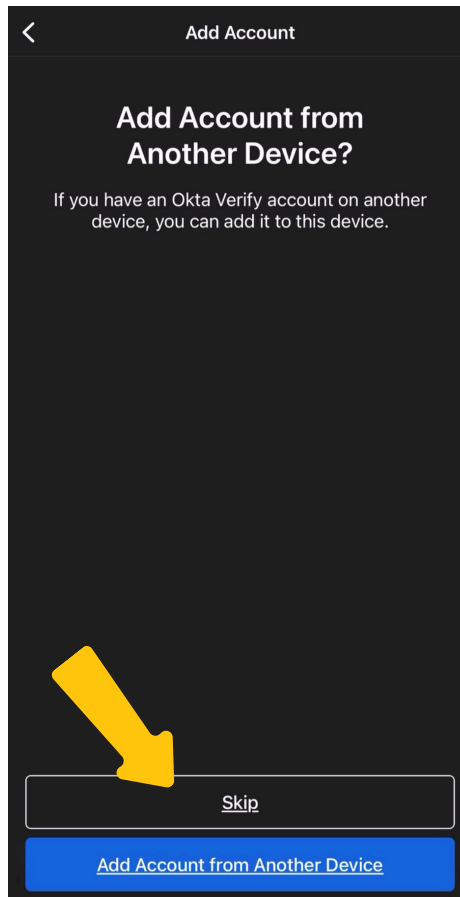 Add Account
Add Account from
Another Device?
If you have an Okta Verify account on another
device, you can add it to this device.
Skip
Add Account from Another Device